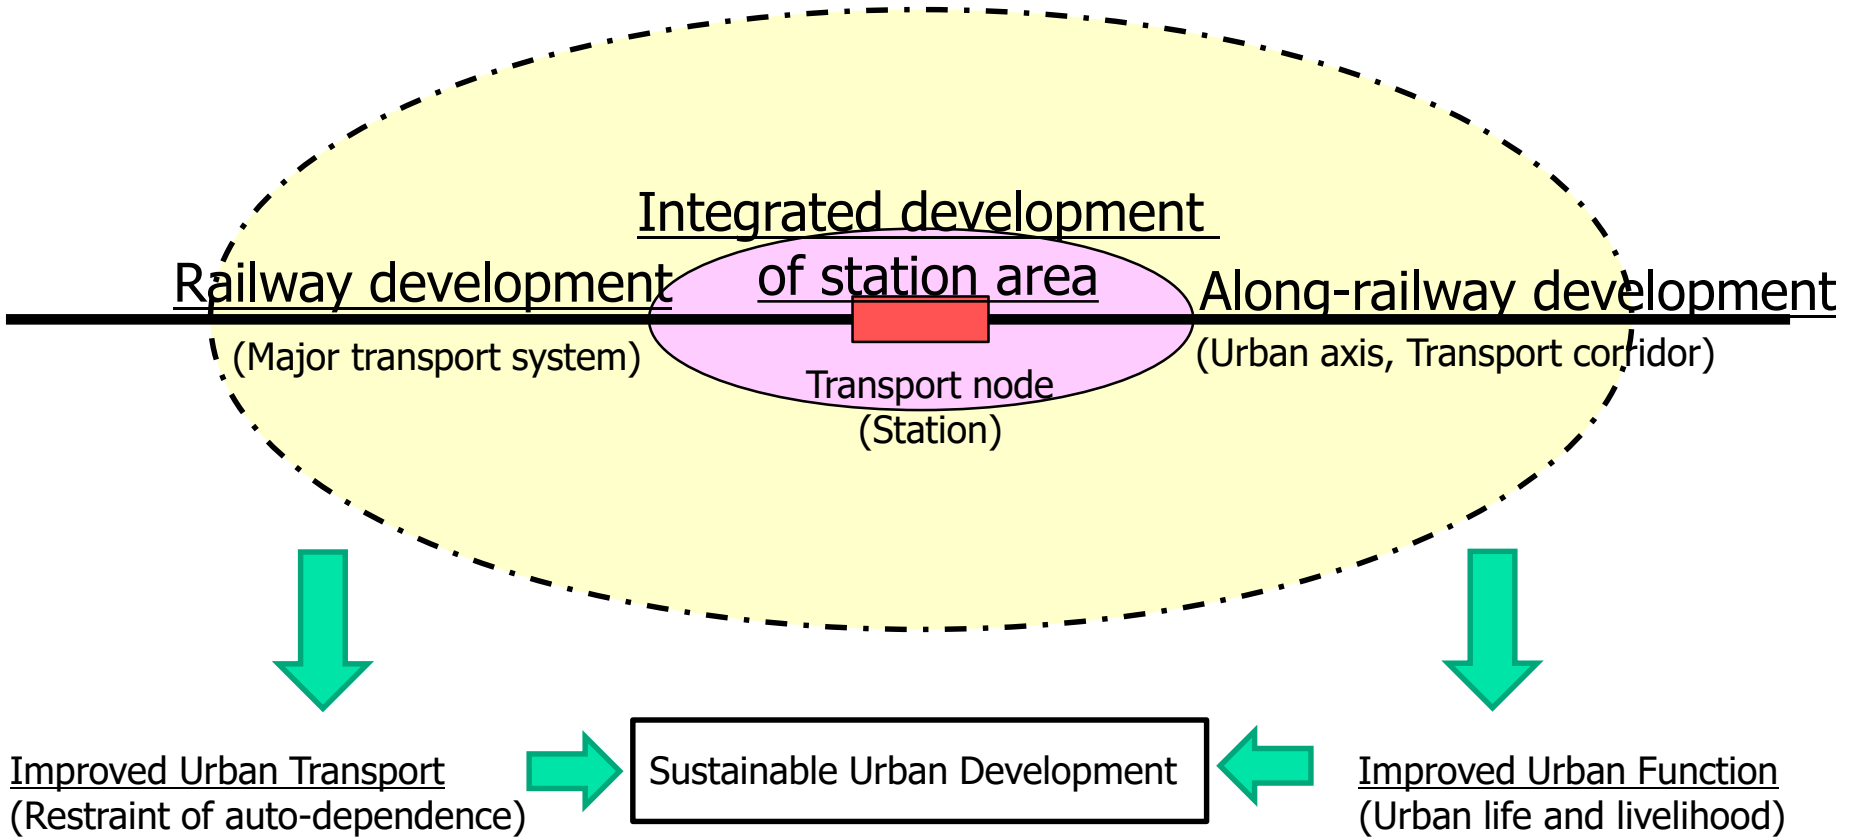 Integrated development
of station area
Railway development
(Major transport system)
Along-railway development
(Urban axis, Transport corridor)
Transport node
(Station)
Improved Urban Transport
(Restraint of auto-dependence)
Sustainable Urban Development
Improved Urban Function
(Urban life and livelihood)